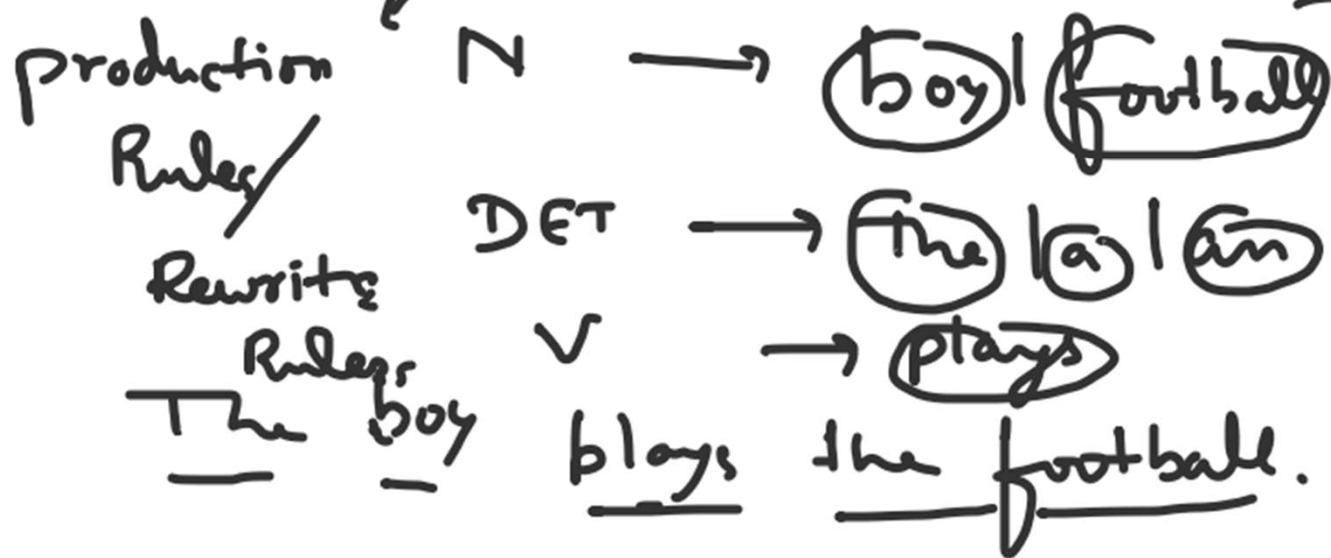 production N → boy | football
Rules/
DET → the | a | an
Rewrite
Rules V → plays
The boy plays the football.